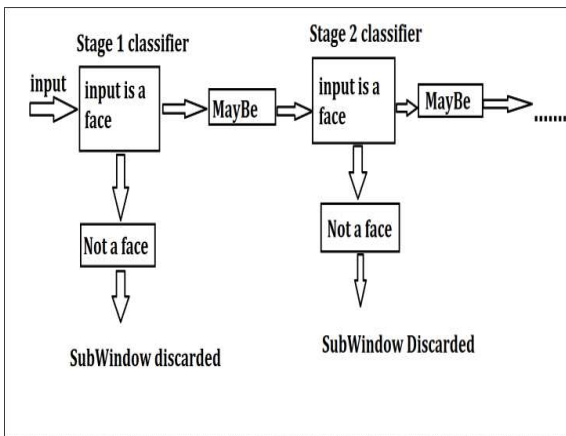 Stage 1 classifier
Stage 2 classifier
input
input is a
face
MayBe
input is a
face
MayBe
........
Not a face
Not a face
SubWindow discarded
SubWindow Discarded